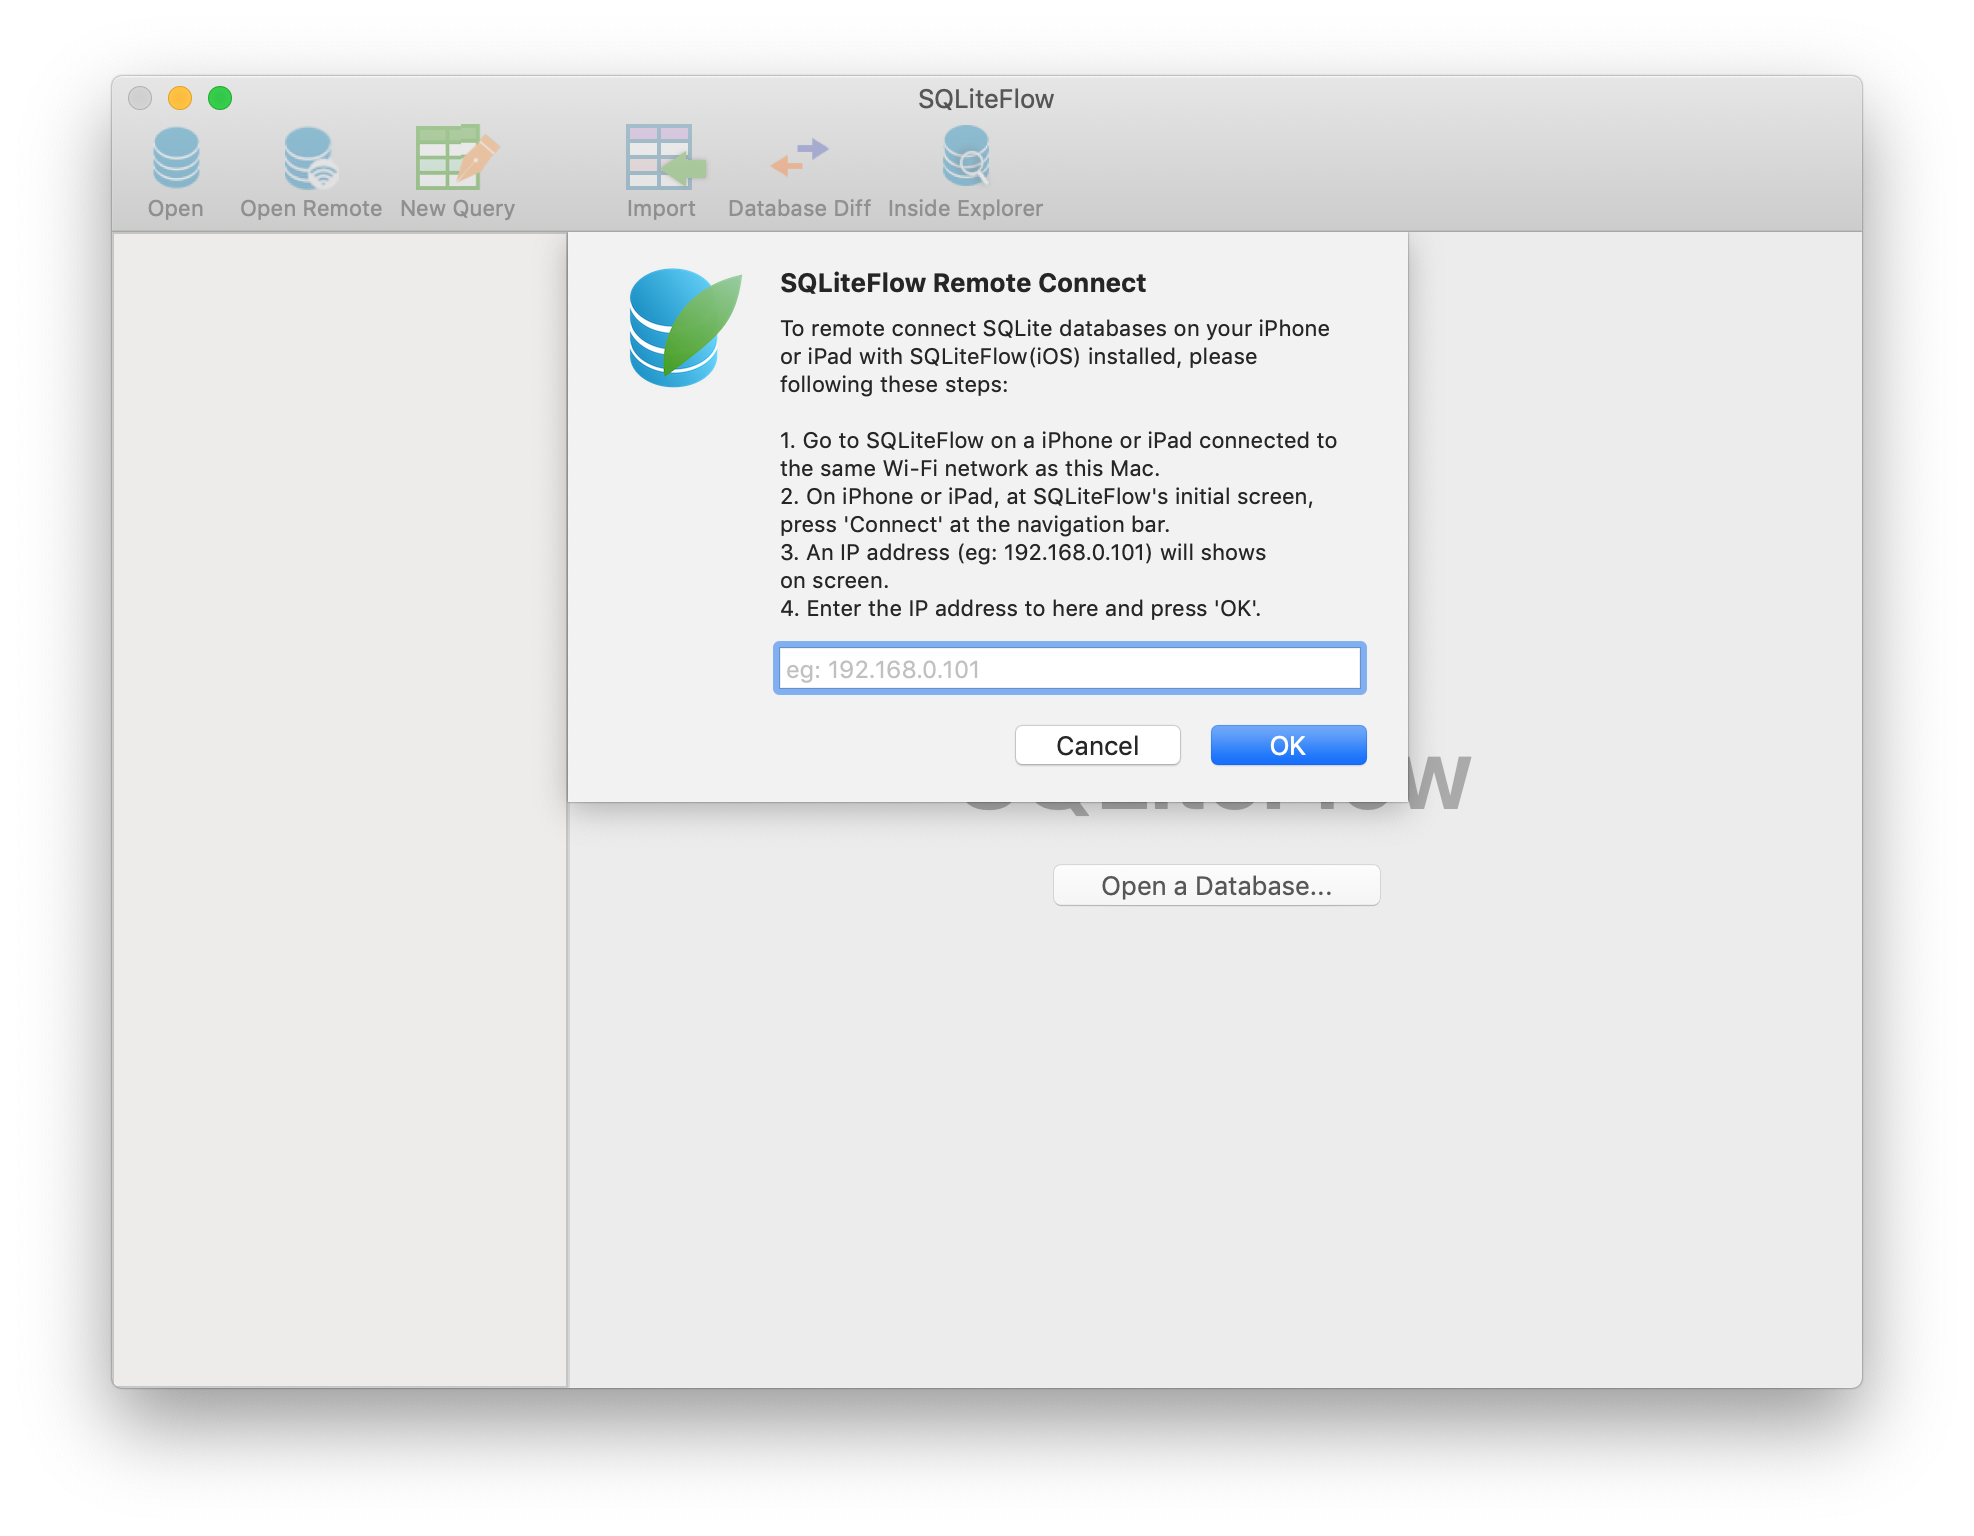 SQLiteFlow
Open
Open Remote
New Query
Import
Database Diff
Inside Explorer
SQLiteFlow Remote Connect
To remote connect SQLite databases on your iPhone
or iPad with SQLiteFlow(iOS) installed, please
following these steps:
1. Go to SQLiteFlow on a iPhone or iPad connected to
the same Wi-Fi network as this Mac.
2. On iPhone or iPad, at SQLiteFlow's initial screen,
press 'Connect' at the navigation bar.
3. An IP address (eg: 192.168.0.101) will shows
on screen.
4. Enter the IP address to here and press 'OK'.
eg: 192.168.0.101
Cancel
OK
SQLiteFlow
Open a Database...